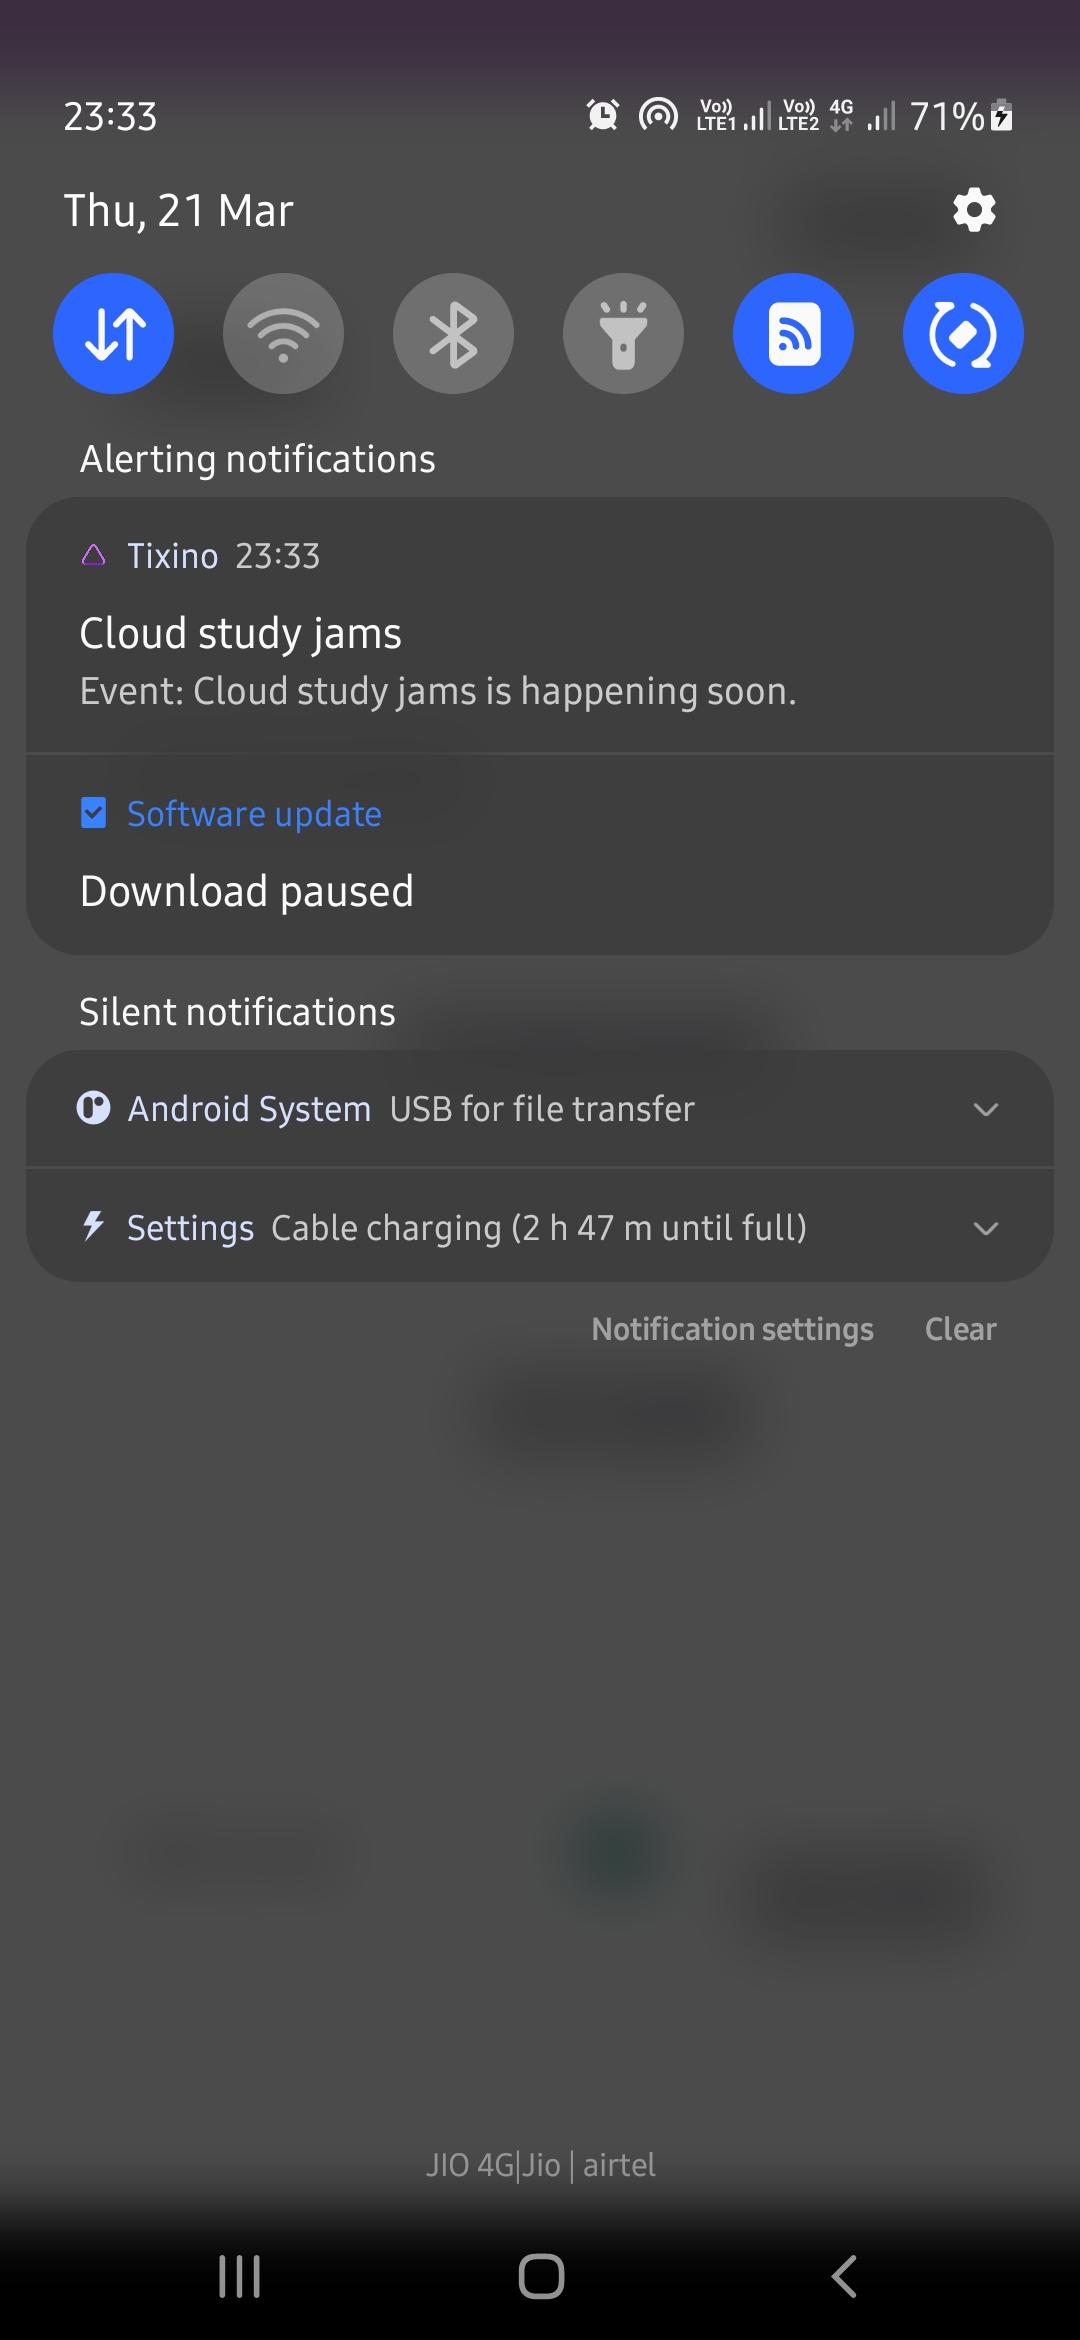 23:33 Vo)) LTE1 Vo)) LTE2 4G 71%
Thu, 21 Mar
Alerting notifications
Tixino 23:33
Cloud study jams
Event: Cloud study jams is happening soon.
Software update
Download paused
Silent notifications
Android System USB for file transfer
Settings Cable charging (2 h 47 m until full)
Notification settings Clear
JIO 4G|Jio | airtel